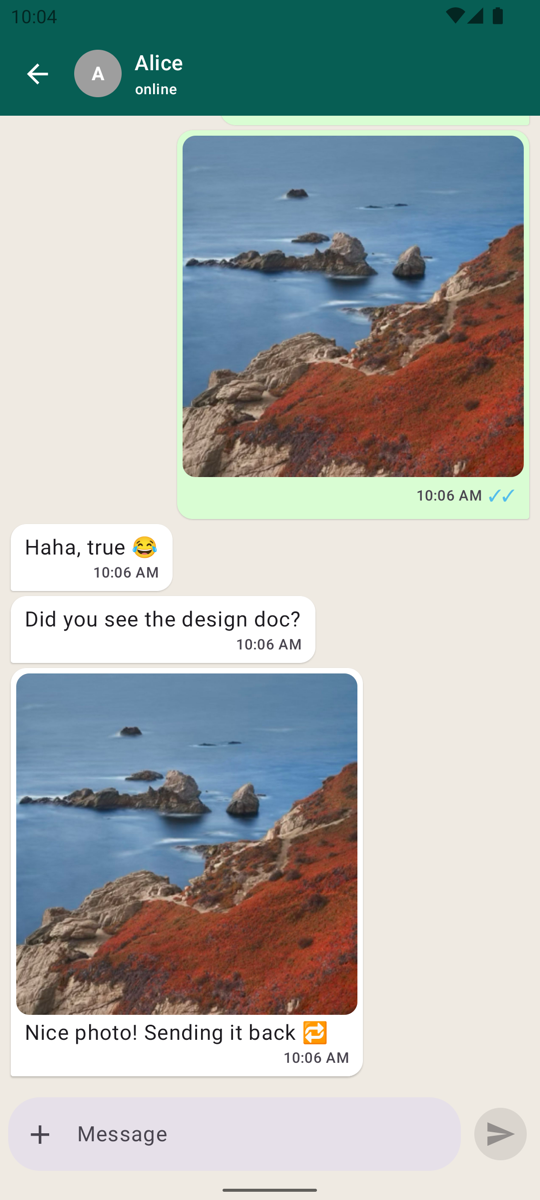 10:04
A
Alice
online
10:06 AM ✓✓
Haha, true 😂
10:06 AM
Did you see the design doc?
10:06 AM
Nice photo! Sending it back 🔁
10:06 AM
+ Message